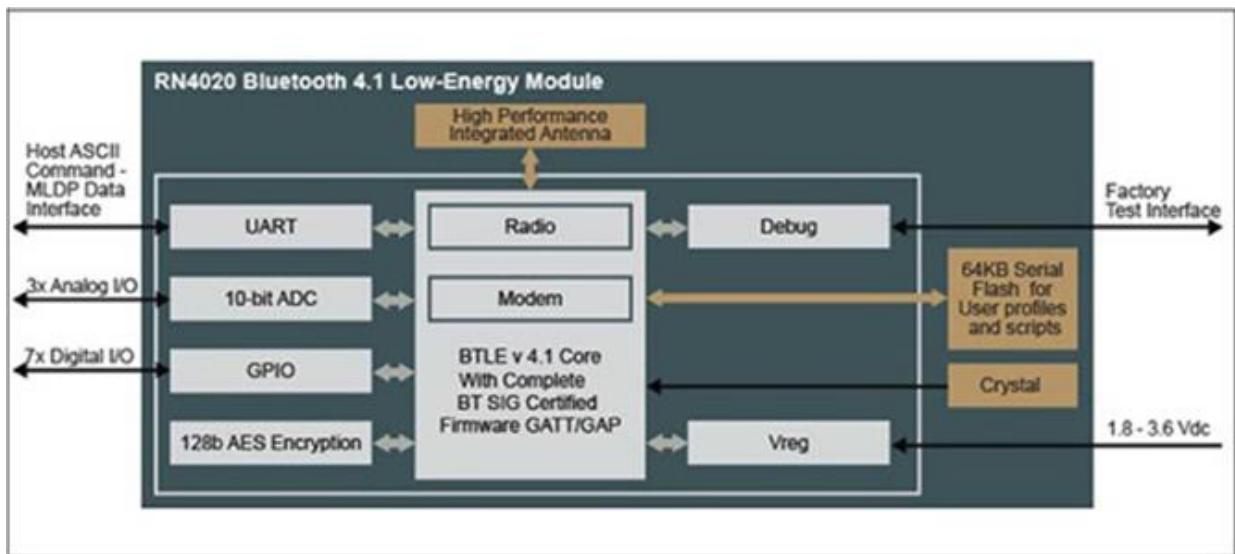 RN4020 Bluetooth 4.1 Low-Energy Module
High Performance
Integrated Antenna
Host ASCII
Command -
MLDP Data
Interface
UART
Radio
Debug
Factory
Test Interface
3x Analog I/O
10-bit ADC
Modem
64KB Serial
Flash for
User profiles
and scripts
7x Digital I/O
GPIO
BTLE v 4.1 Core
With Complete
BT SIG Certified
Firmware GATT/GAP
Crystal
128b AES Encryption
Vreg
1.8 - 3.6 Vdc